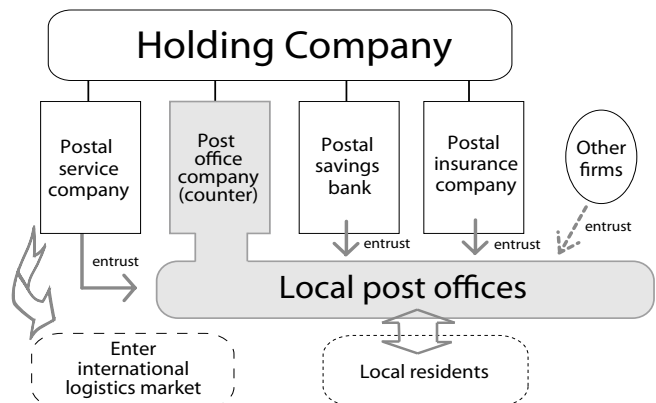 Holding Company
Postal
service
company
Post
office
company
(counter)
Postal
savings
bank
Postal
insurance
company
Other
firms
entrust
entrust
entrust
entrust
Local post offices
Enter
international
logistics market
Local residents